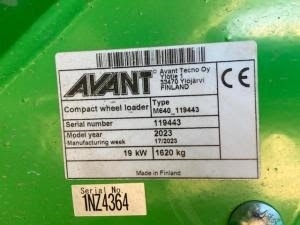 AVANT
Avant Tecno Oy
Ylötie 1
33470 Ylöjärvi
FINLAND
CE
Compact wheel loader
Type
M640_119443
Serial number
119443
Model year
2023
Manufacturing week
17/2023
19 kW
1620 kg
Made in Finland
Serial No
1NZ4364